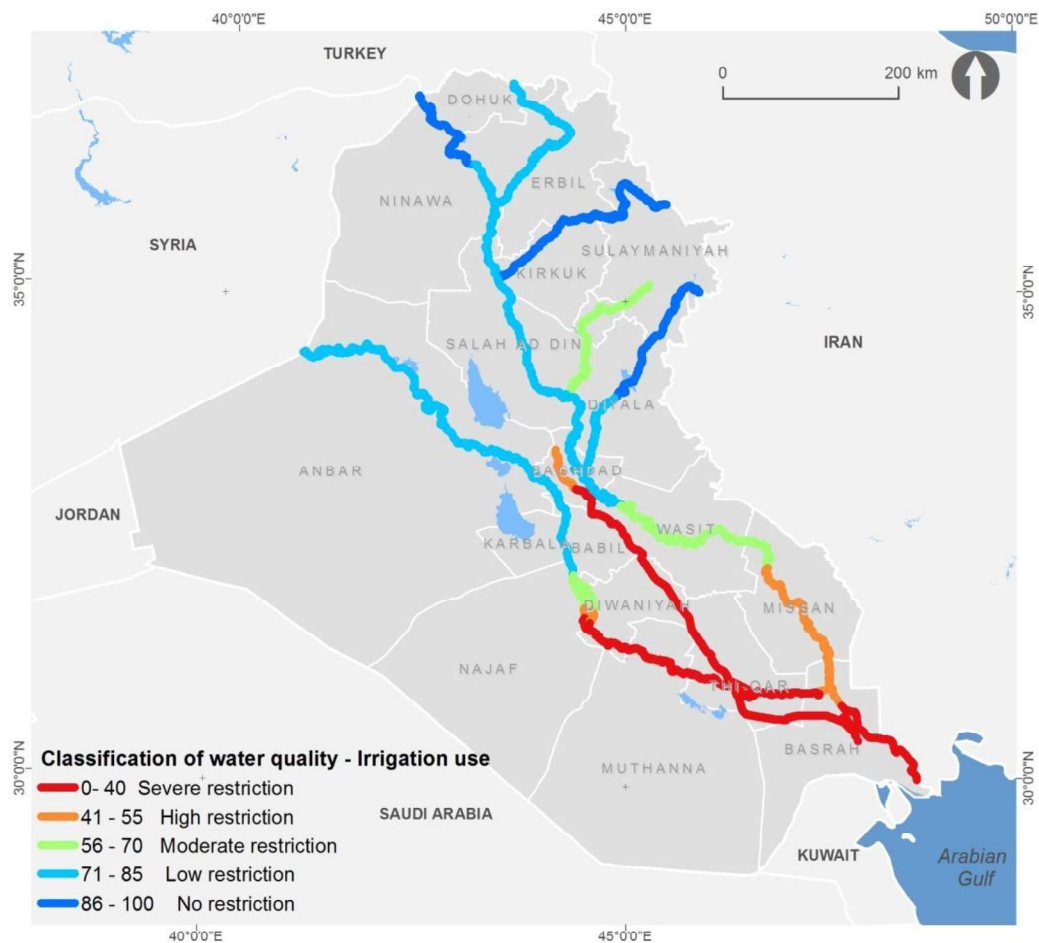 40°0'0"E
45°0'0"E
50°0'0"E
TURKEY
0
200 km
DOHUK
ERBIL
NINAWA
SYRIA
SULAYMANIYAH
KIRKUK
35°0'0"N
35°0'0"N
SALAH AD DIN
IRAN
DIYALA
ANBAR
BAGHDAD
JORDAN
WASIT
KARBALA
BABIL
DIWANIYAH
MISSAN
NAJAF
THI QAR
BASRAH
MUTHANNA
30°0'0"N
30°0'0"N
Classification of water quality - Irrigation use
0- 40 Severe restriction
41 - 55 High restriction
56 - 70 Moderate restriction
71 - 85 Low restriction
86 - 100 No restriction
SAUDI ARABIA
KUWAIT
Arabian
Gulf
40°0'0"E
45°0'0"E